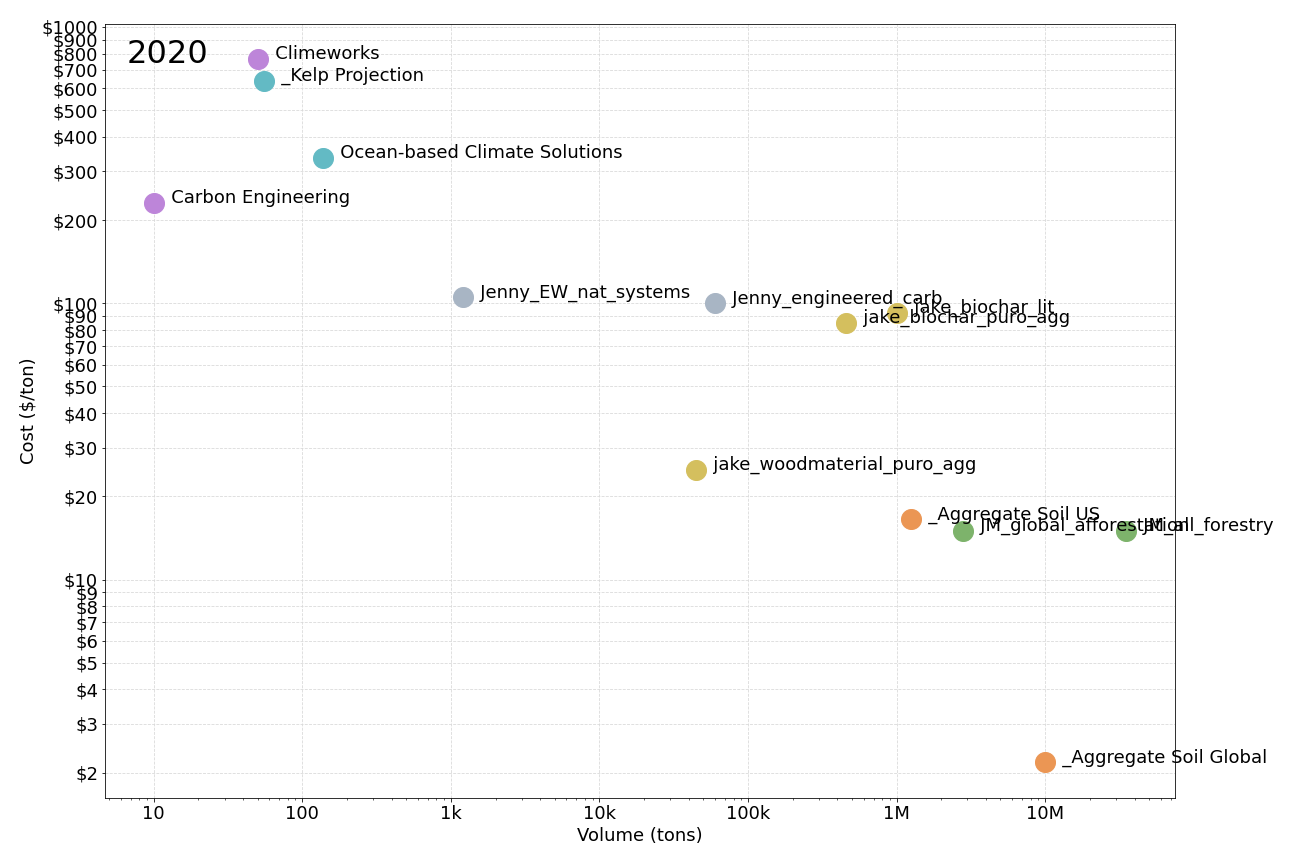 $1000
$900
$800
$700
$600
$500
$400
$300
$200
$100
$90
$80
$70
$60
$50
$40
$30
$20
$10
$9
$8
$7
$6
$5
$4
$3
$2
Cost ($/ton)
2020
Climeworks
_Kelp Projection
Ocean-based Climate Solutions
Carbon Engineering
Jenny_EW_nat_systems
Jenny_engineered_carb
_ jake_biochar_lit
jake_biochar_puro_agg
jake_woodmaterial_puro_agg
_Aggregate Soil US
JM_global_afforestation
JM_all_forestry
_Aggregate Soil Global
10
100
1k
10k
100k
1M
10M
Volume (tons)